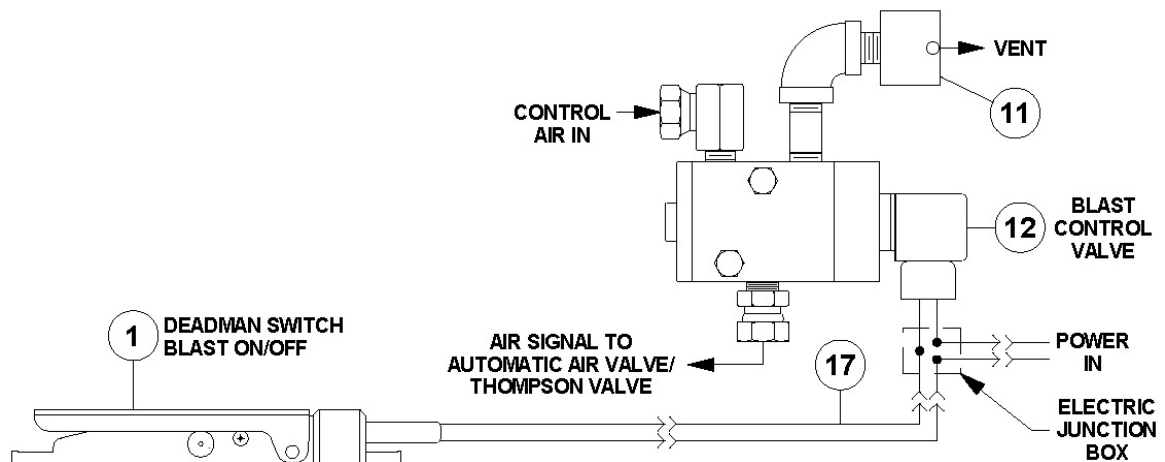 VENT
11
CONTROL
AIR IN
12
BLAST
CONTROL
VALVE
1
DEADMAN SWITCH
BLAST ON/OFF
AIR SIGNAL TO
AUTOMATIC AIR VALVE/
THOMPSON VALVE
17
POWER
IN
ELECTRIC
JUNCTION
BOX